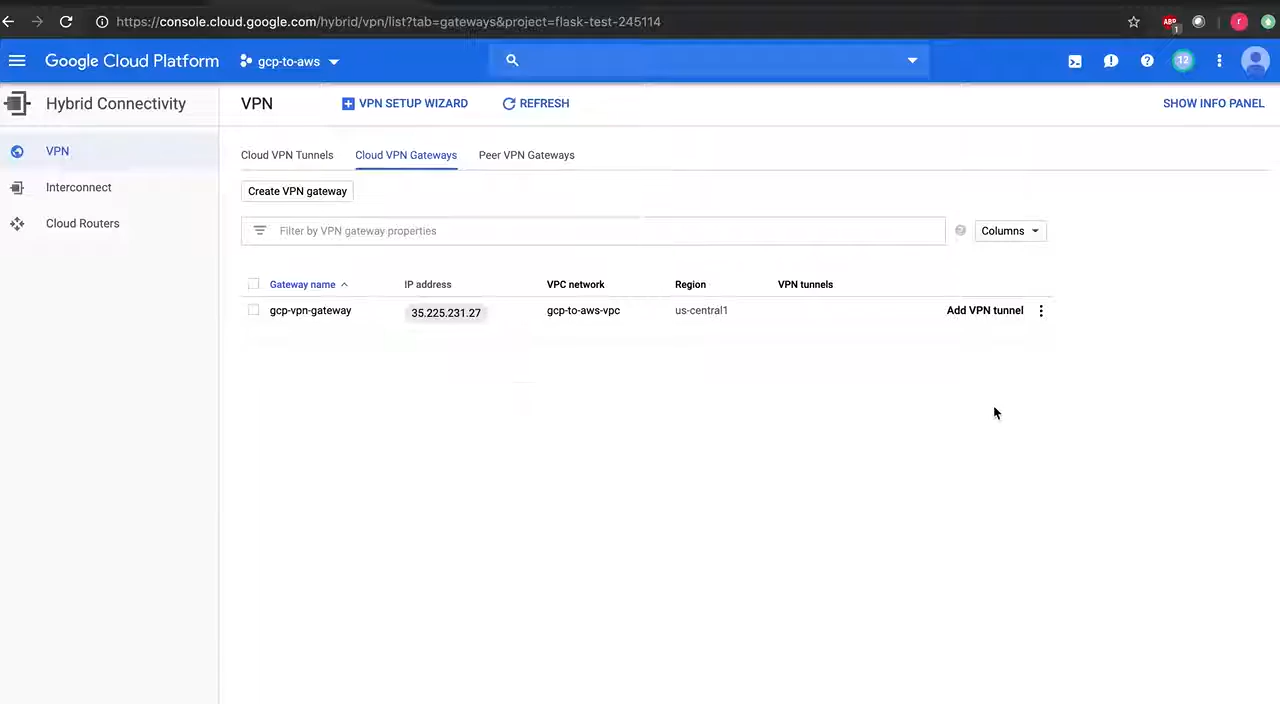 https://console.cloud.google.com/hybrid/vpn/list?tab=gateways&project=flask-test-245114
ABP
1
r
Google Cloud Platform
gcp-to-aws
12
Hybrid Connectivity
VPN
VPN SETUP WIZARD
REFRESH
SHOW INFO PANEL
VPN
Interconnect
Cloud Routers
Cloud VPN Tunnels
Cloud VPN Gateways
Peer VPN Gateways
Create VPN gateway
Filter by VPN gateway properties
Columns
Gateway name IP address VPC network Region VPN tunnels
gcp-vpn-gateway 35.225.231.27 gcp-to-aws-vpc us-central1 Add VPN tunnel